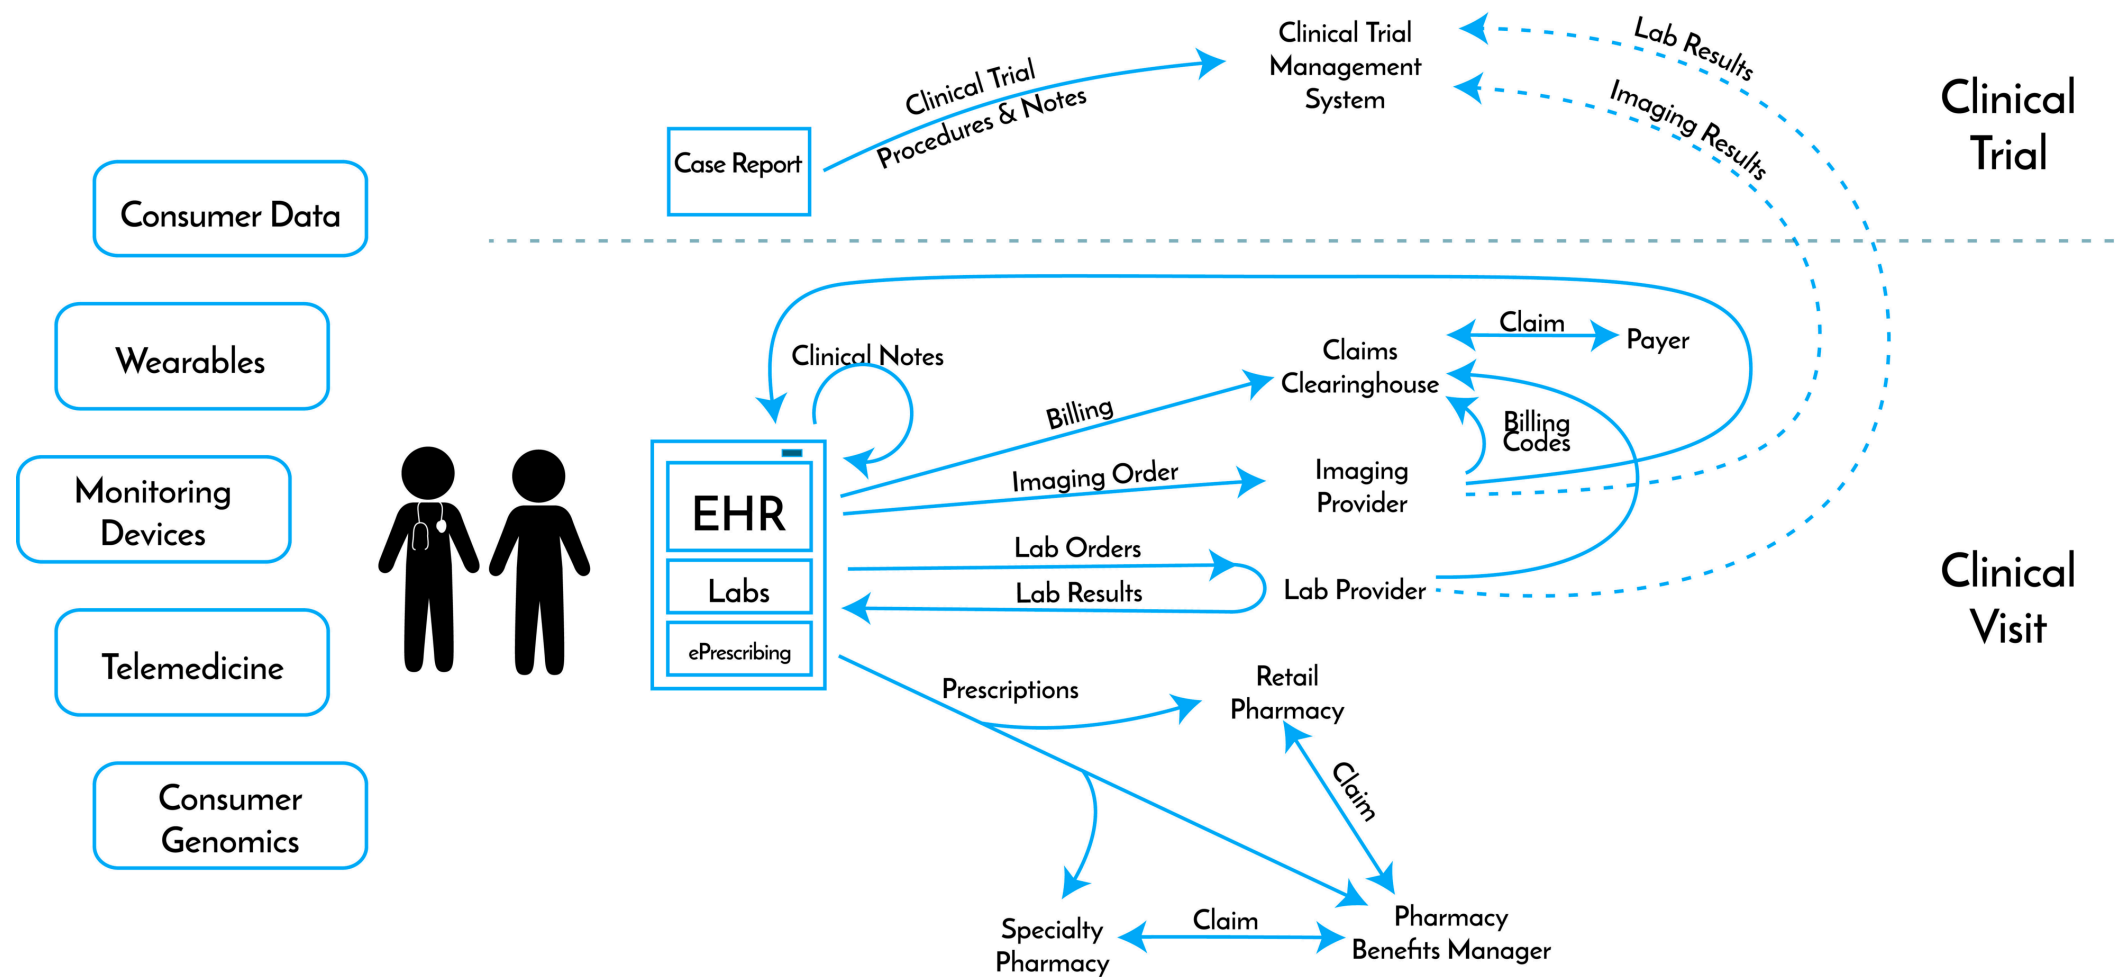 Clinical Trial
Management
System
Lab Results
Imaging Results
Clinical Trial
Procedures & Notes
Case Report
Clinical
Trial
Consumer Data
Wearables
Monitoring
Devices
Telemedicine
Consumer
Genomics
Clinical Notes
EHR
Labs
ePrescribing
Billing
Imaging Order
Lab Orders
Lab Results
Prescriptions
Claims
Clearinghouse
Claim
Payer
Billing
Codes
Imaging
Provider
Lab Provider
Clinical
Visit
Retail
Pharmacy
Claim
Specialty
Pharmacy
Claim
Pharmacy
Benefits Manager